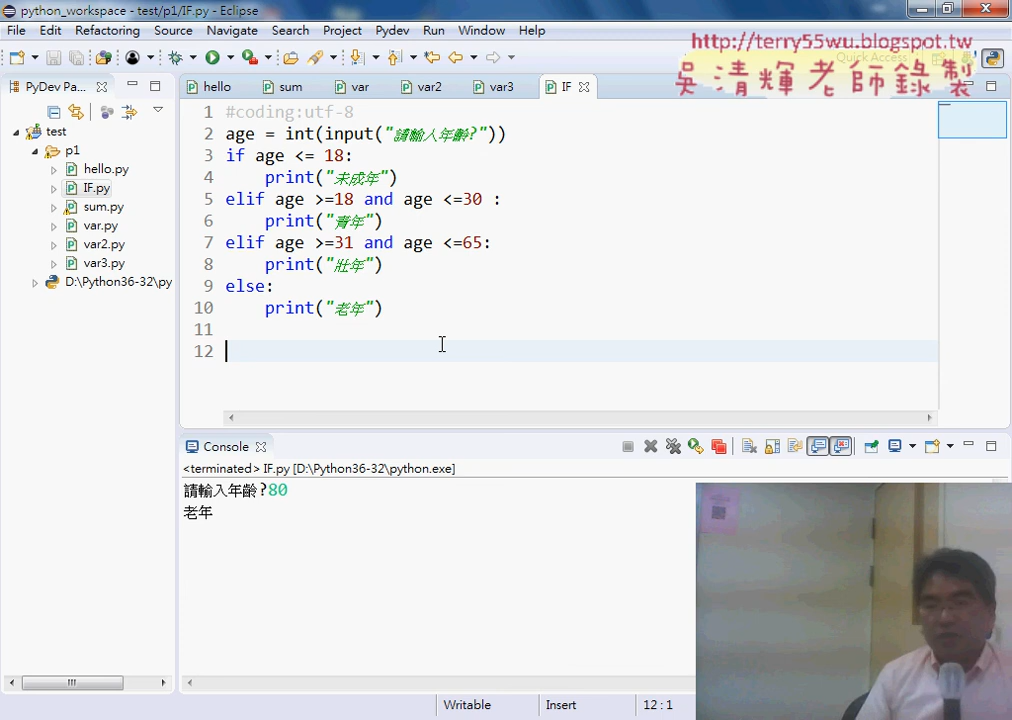 python_workspace - test/p1/IF.py - Eclipse
File Edit Refactoring Source Navigate Search Project Pydev Run Window Help
http://terry55wu.blogspot.tw
Quick Access
吳清輝老師錄製
PyDev Pa...
hello sum var var2 var3 IF
test
p1
hello.py
IF.py
sum.py
var.py
var2.py
var3.py
D:\Python36-32\py
1 #coding:utf-8
2 age = int(input("請輸入年齡?"))
3 if age <= 18:
4     print("未成年")
5 elif age >=18 and age <=30 :
6     print("青年")
7 elif age >=31 and age <=65:
8     print("壯年")
9 else:
10     print("老年")
11
12
Console
<terminated> IF.py [D:\Python36-32\python.exe]
請輸入年齡?80
老年
Writable Insert 12 : 1